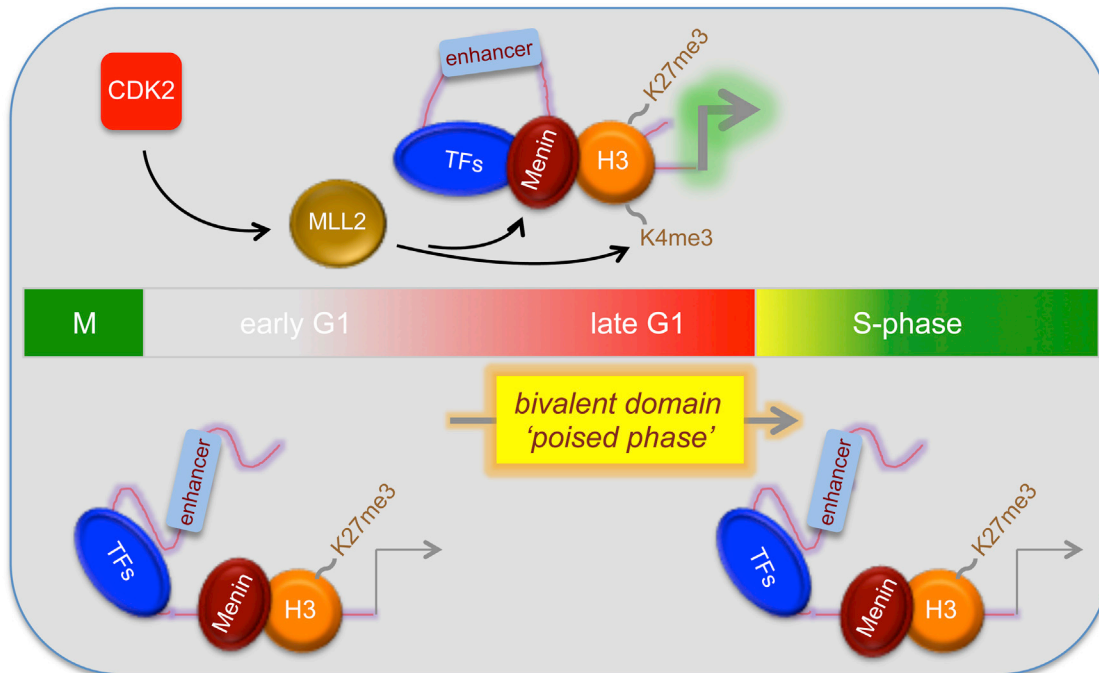 enhancer
K27me3
CDK2
TFs
Menin
H3
MLL2
K4me3
M
early G1
late G1
S-phase
bivalent domain
'poised phase'
enhancer
K27me3
TFs
Menin
H3
enhancer
K27me3
TFs
Menin
H3